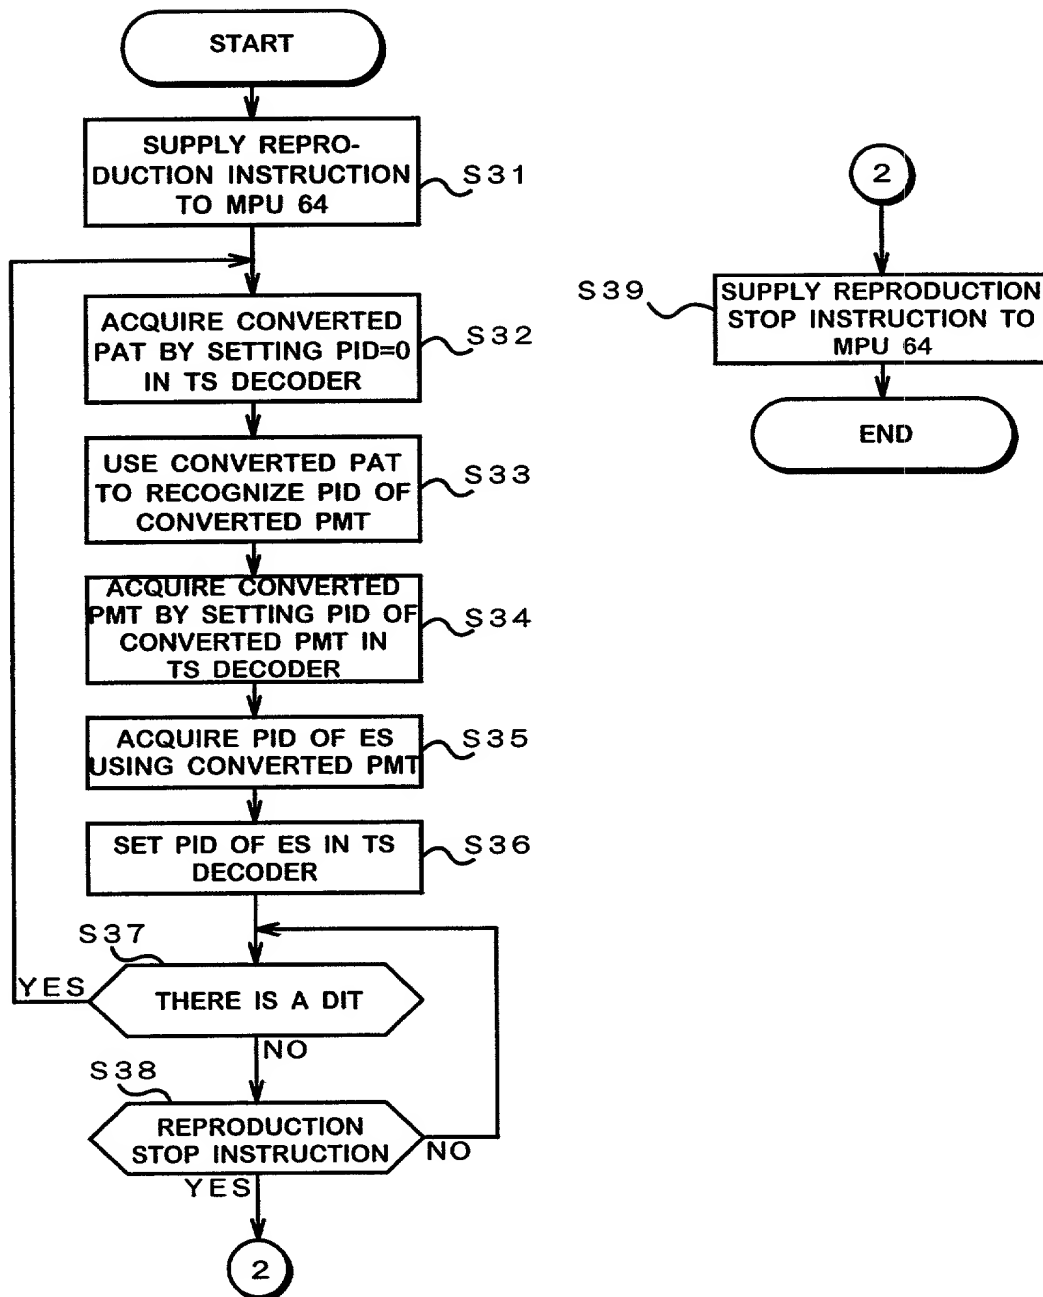 START
SUPPLY REPRO-
DUCTION INSTRUCTION
TO MPU 64
S31
ACQUIRE CONVERTED
PAT BY SETTING PID=0
IN TS DECODER
S32
USE CONVERTED PAT
TO RECOGNIZE PID OF
CONVERTED PMT
S33
ACQUIRE CONVERTED
PMT BY SETTING PID OF
CONVERTED PMT IN
TS DECODER
S34
ACQUIRE PID OF ES
USING CONVERTED PMT
S35
SET PID OF ES IN TS
DECODER
S36
S37
YES
THERE IS A DIT
NO
S38
REPRODUCTION
STOP INSTRUCTION
NO
YES
2
2
S39
SUPPLY REPRODUCTION
STOP INSTRUCTION TO
MPU 64
END